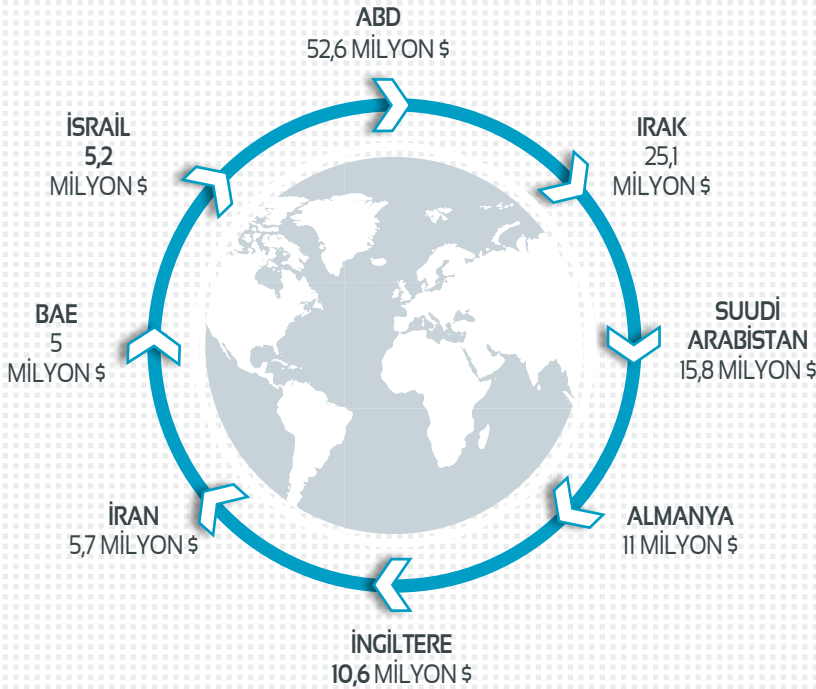 ABD
52,6 MİLYON $
IRAK
25,1
MİLYON $
SUUDİ
ARABİSTAN
15,8 MİLYON $
ALMANYA
11 MİLYON $
İNGİLTERE
10,6 MİLYON $
İRAN
5,7 MİLYON $
BAE
5
MİLYON $
İSRAİL
5,2
MİLYON $